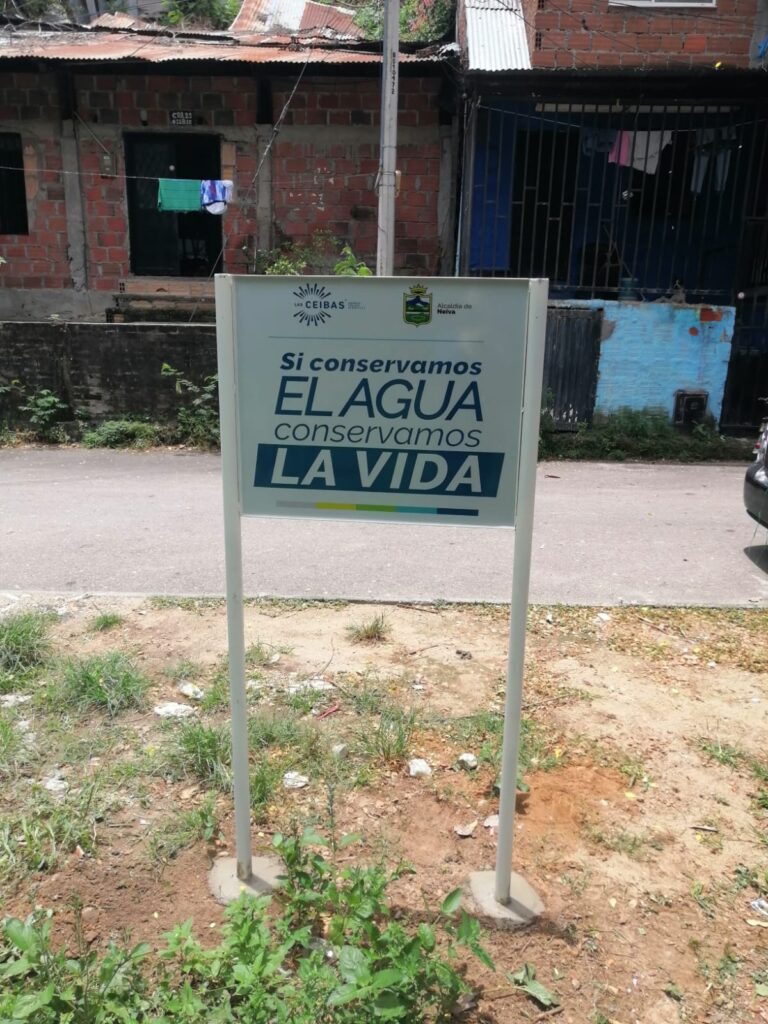 LAS CEIBAS
Alcaldía de
Neiva
Si conservamos
EL AGUA
conservamos
LA VIDA